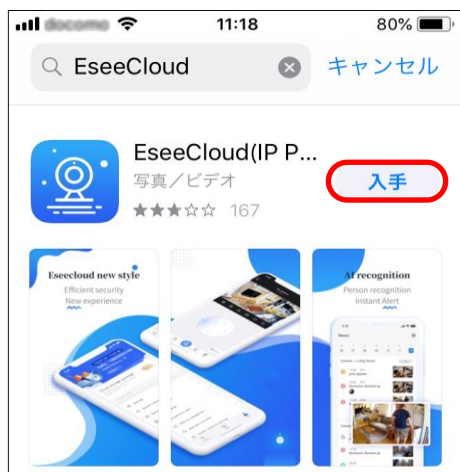 11:18
80%
EseeCloud
キャンセル
EseeCloud(IP P...
写真/ビデオ
入手
★★★☆☆ 167
Eseecloud new style
Efficient security
New experience
AI recognition
Person recognition
Instant Alert